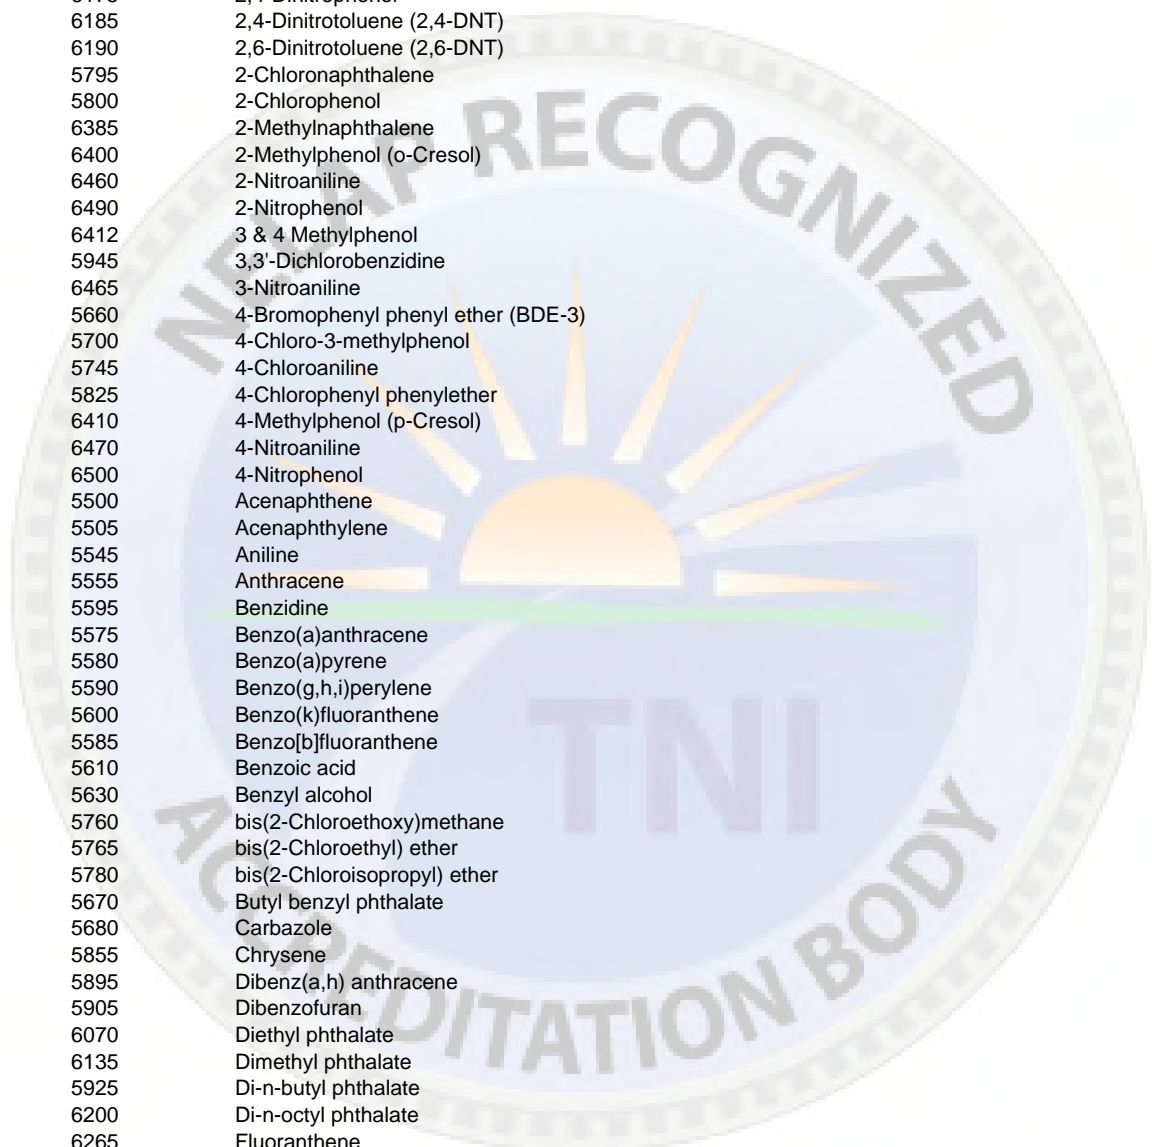 6185 2,4-Dinitrotoluene (2,4-DNT)
6190 2,6-Dinitrotoluene (2,6-DNT)
5795 2-Chloronaphthalene
5800 2-Chlorophenol
6385 2-Methylnaphthalene
6400 2-Methylphenol (o-Cresol)
6460 2-Nitroaniline
6490 2-Nitrophenol
6412 3 & 4 Methylphenol
5945 3,3'-Dichlorobenzidine
6465 3-Nitroaniline
5660 4-Bromophenyl phenyl ether (BDE-3)
5700 4-Chloro-3-methylphenol
5745 4-Chloroaniline
5825 4-Chlorophenyl phenylether
6410 4-Methylphenol (p-Cresol)
6470 4-Nitroaniline
6500 4-Nitrophenol
5500 Acenaphthene
5505 Acenaphthylene
5545 Aniline
5555 Anthracene
5595 Benzidine
5575 Benzo(a)anthracene
5580 Benzo(a)pyrene
5590 Benzo(g,h,i)perylene
5600 Benzo(k)fluoranthene
5585 Benzo[b]fluoranthene
5610 Benzoic acid
5630 Benzyl alcohol
5760 bis(2-Chloroethoxy)methane
5765 bis(2-Chloroethyl) ether
5780 bis(2-Chloroisopropyl) ether
5670 Butyl benzyl phthalate
5680 Carbazole
5855 Chrysene
5895 Dibenz(a,h) anthracene
5905 Dibenzofuran
6070 Diethyl phthalate
6135 Dimethyl phthalate
5925 Di-n-butyl phthalate
6200 Di-n-octyl phthalate
6265 Fluoranthene
NELAP RECOGNIZED
TNI
ACCREDITATION BODY